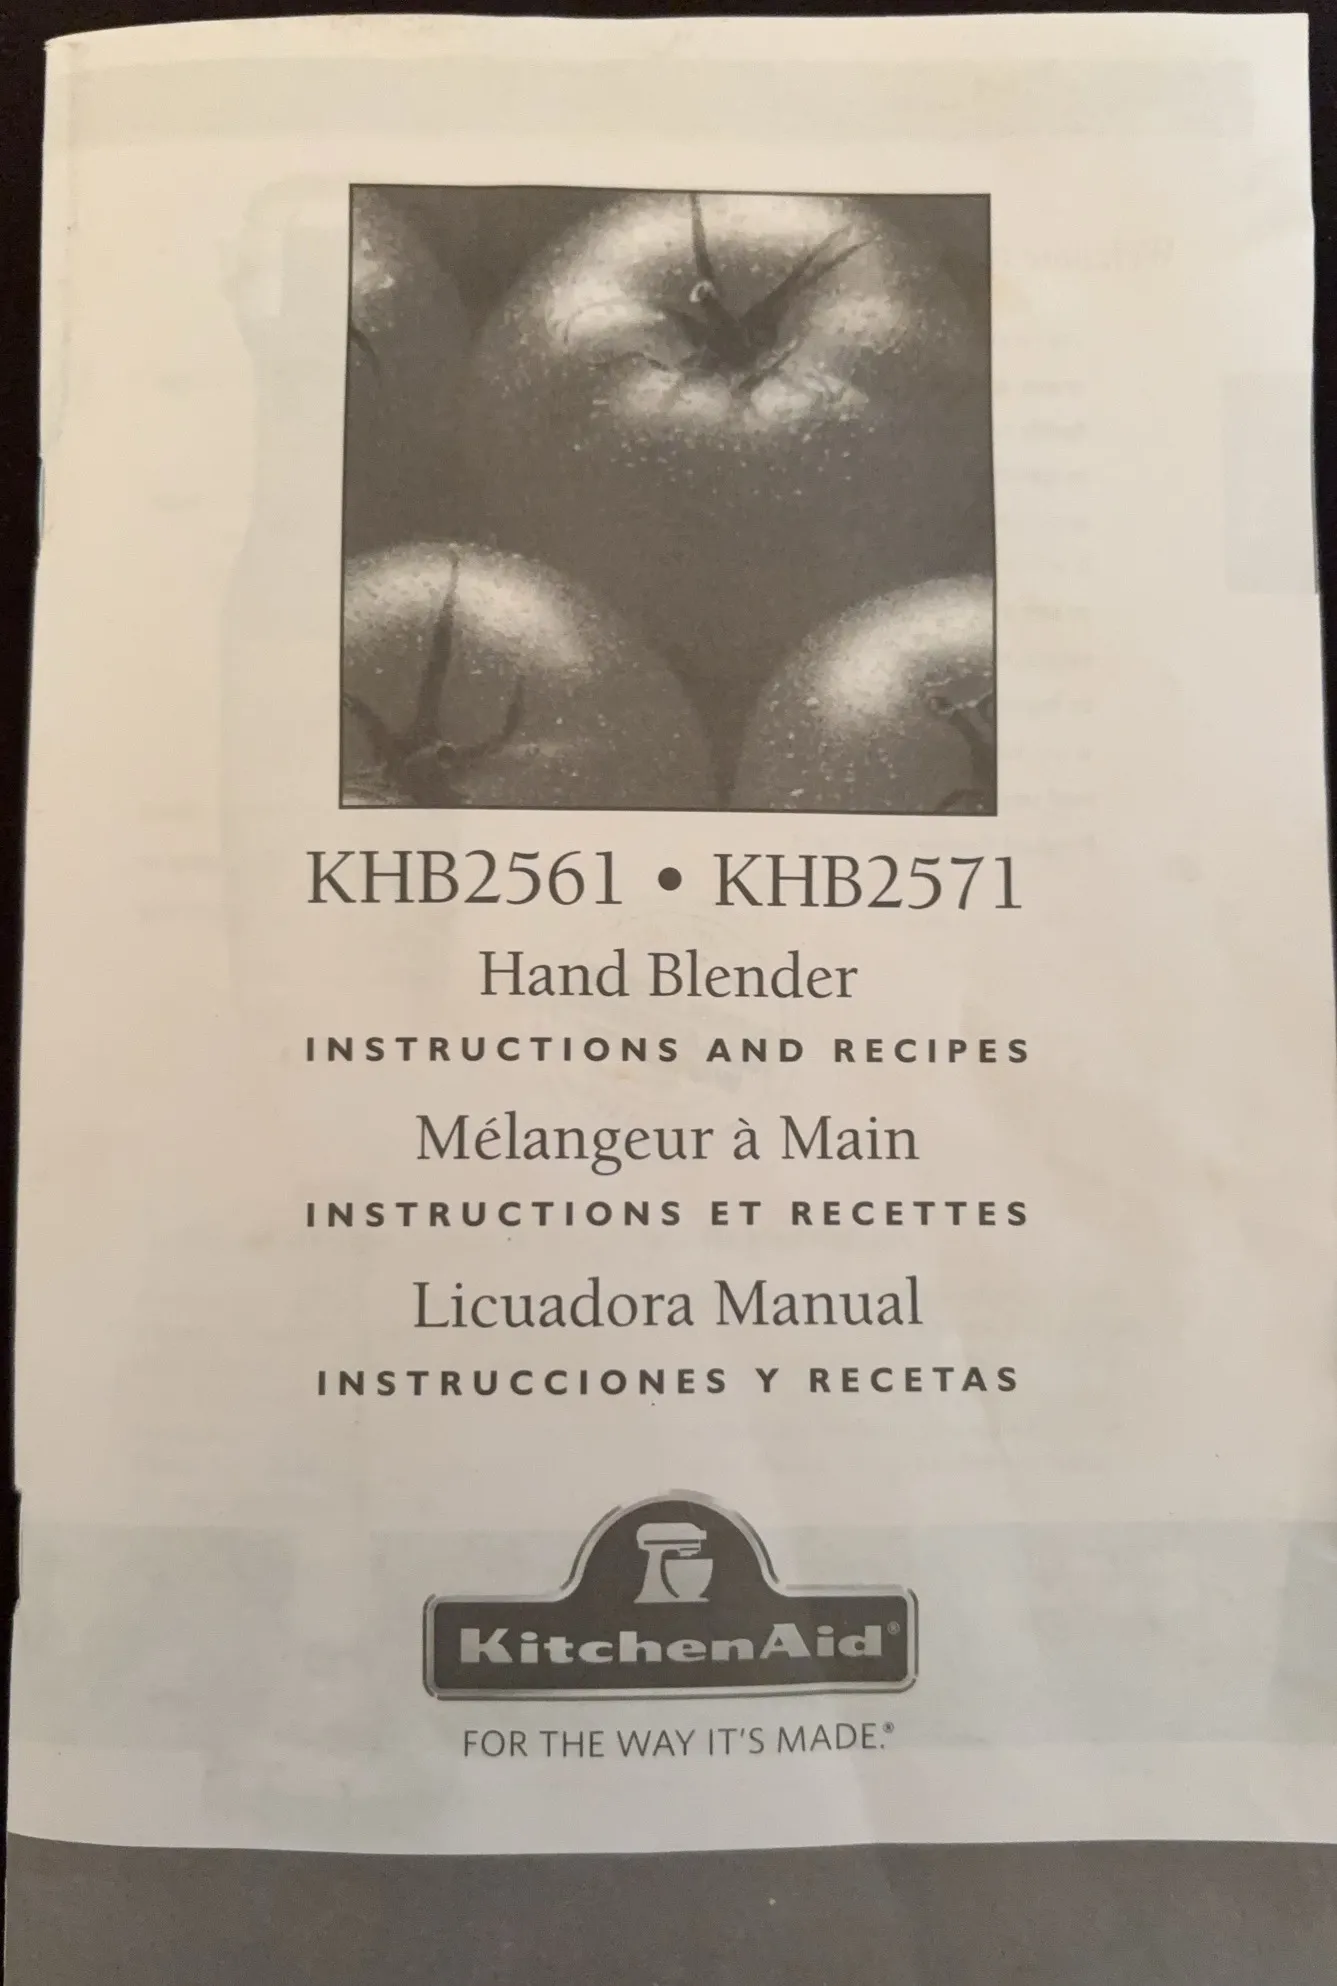 KHB2561 • KHB2571
Hand Blender
INSTRUCTIONS AND RECIPES
Mélangeur à Main
INSTRUCTIONS ET RECETTES
Licuadora Manual
INSTRUCCIONES Y RECETAS
KitchenAid®
FOR THE WAY IT'S MADE.®